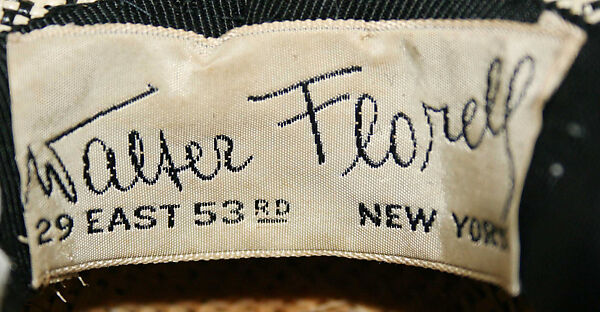 Walter Florell
29 EAST 53RD NEW YORK